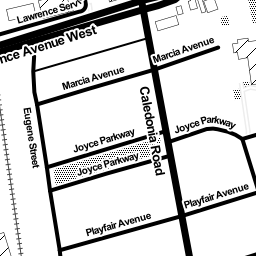 Lawrence Serv
nce Avenue West
Marcia Avenue
Marcia Avenue
Eugene Street
Caledonia Road
Joyce Parkway
Joyce Parkway
Joyce Parkway
Playfair Avenue
Playfair Avenue